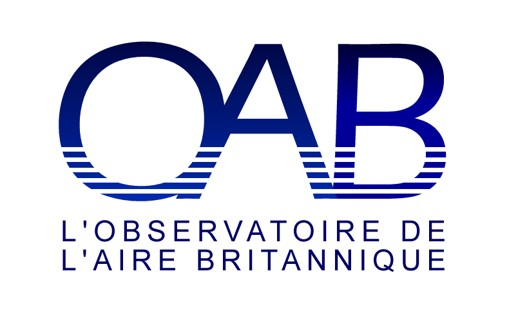 OAB
L'OBSERVATOIRE DE
L'AIRE BRITANNIQUE